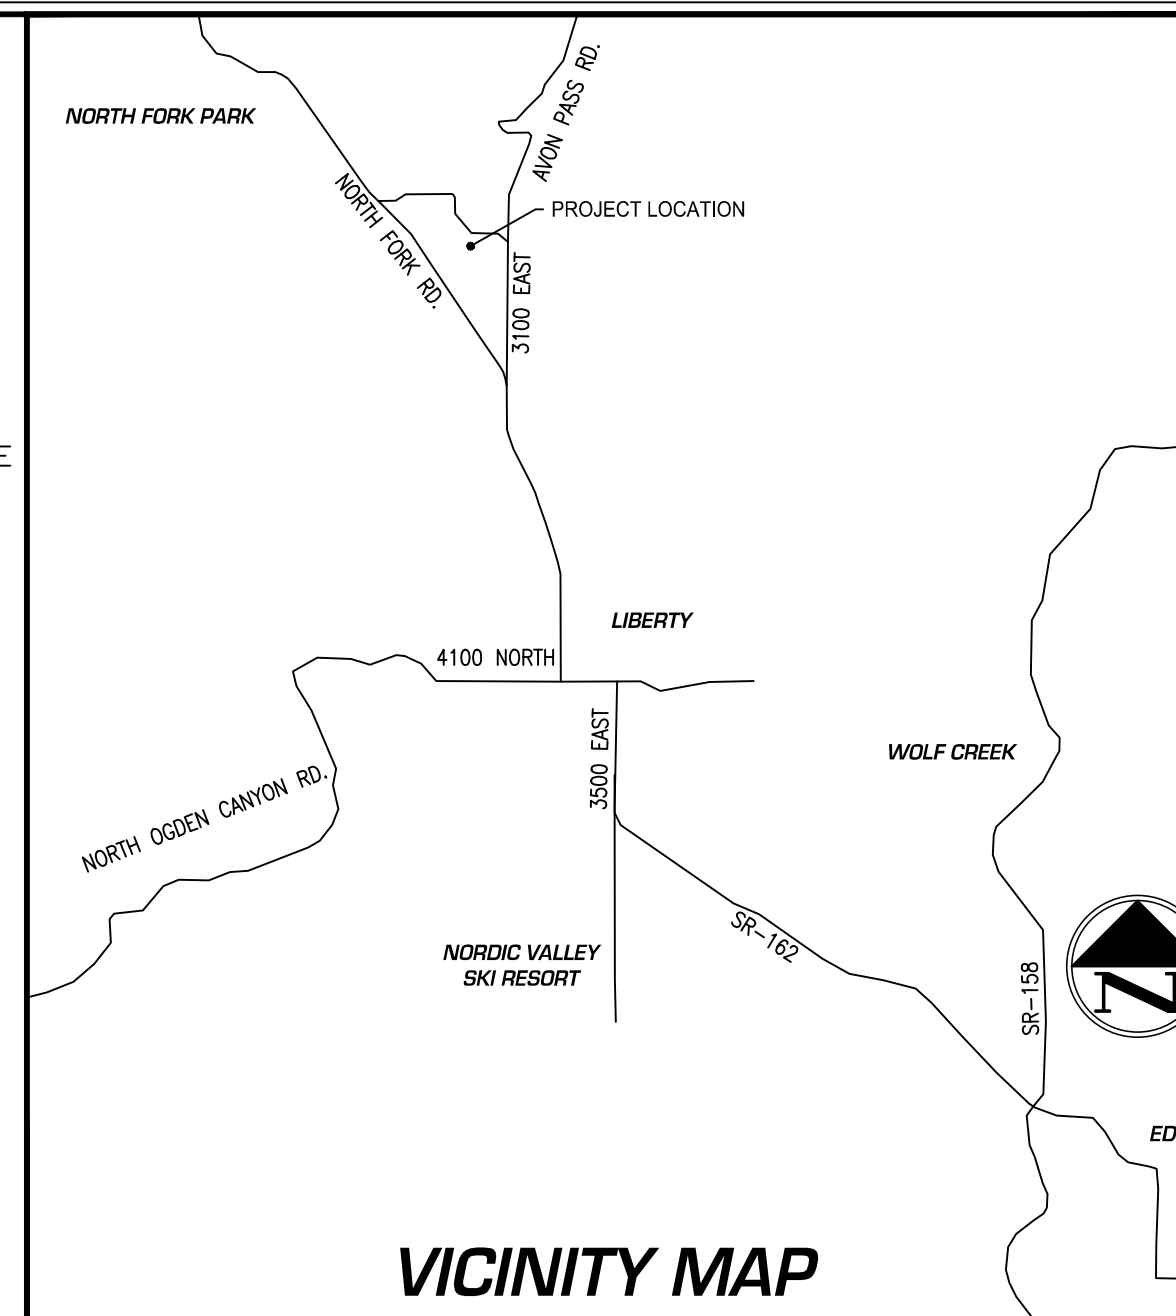 AVON PASS RD.
NORTH FORK PARK
NORTH FORK RD.
PROJECT LOCATION
3100 EAST
E
LIBERTY
4100 NORTH
3500 EAST
WOLF CREEK
NORTH OGDEN CANYON RD.
SR-162
NORDIC VALLEY
SKI RESORT
SR-158
N
ED
VICINITY MAP